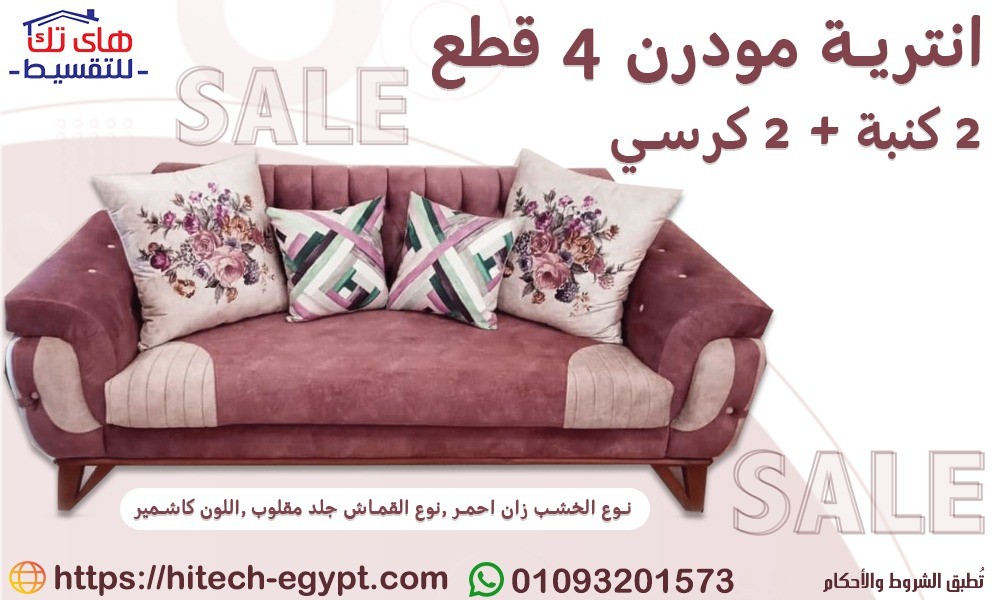 هاى تك
-للتقسيط-
انترية مودرن 4 قطع
2 كنبة + 2 كرسي
SALE
SALE
نوع الخشب زان احمر ,نوع القماش جلد مقلوب ,اللون كاشمير
https://hitech-egypt.com
01093201573
تُطبق الشروط والأحكام